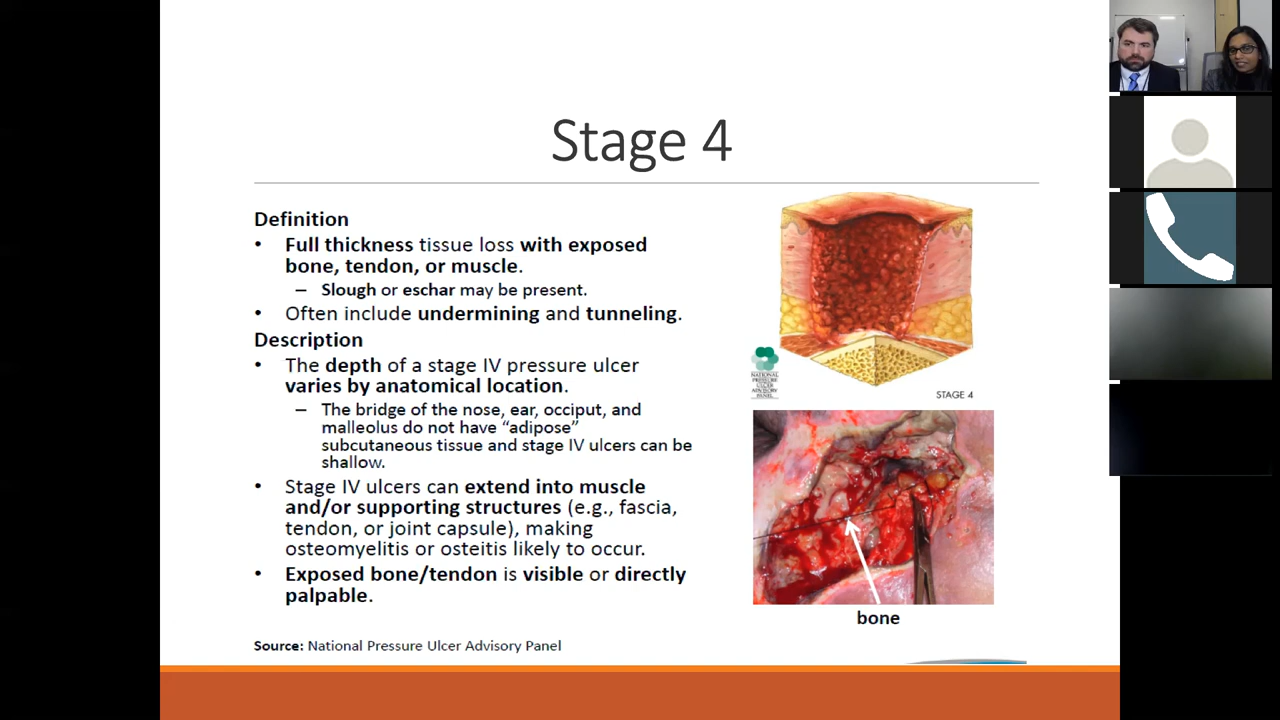 Stage 4
Definition
• Full thickness tissue loss with exposed
bone, tendon, or muscle.
– Slough or eschar may be present.
• Often include undermining and tunneling.
Description
• The depth of a stage IV pressure ulcer
varies by anatomical location.
– The bridge of the nose, ear, occiput, and
malleolus do not have “adipose”
subcutaneous tissue and stage IV ulcers can be
shallow.
• Stage IV ulcers can extend into muscle
and/or supporting structures (e.g., fascia,
tendon, or joint capsule), making
osteomyelitis or osteitis likely to occur.
• Exposed bone/tendon is visible or directly
palpable.
Source: National Pressure Ulcer Advisory Panel
NATIONAL
PRESSURE
ULCER
ADVISORY
PANEL
STAGE 4
bone